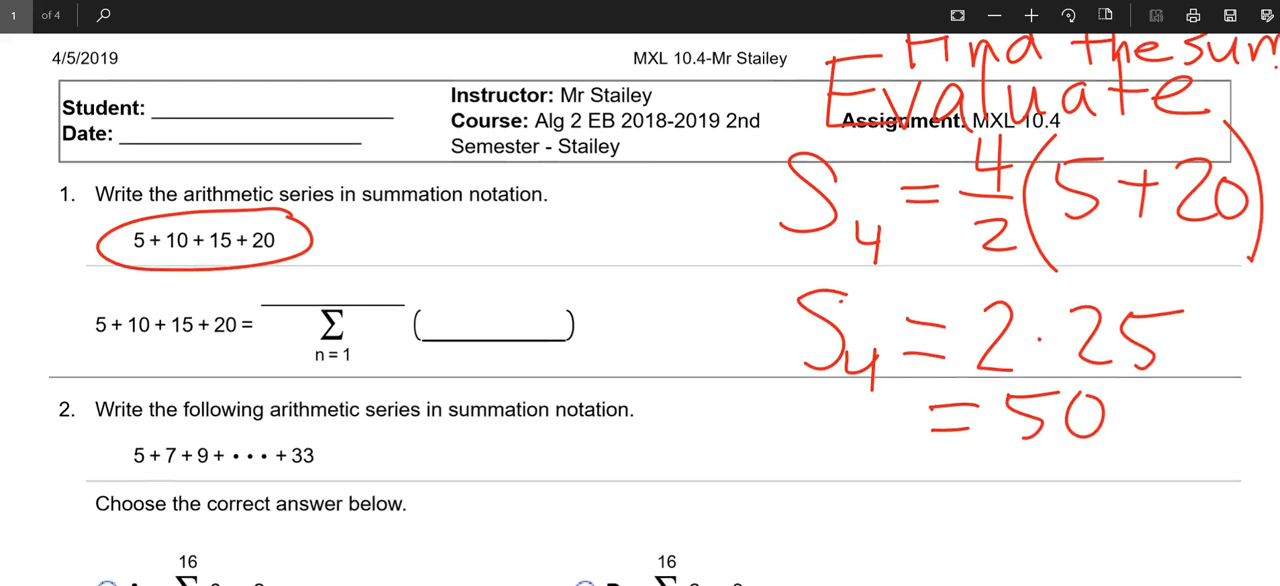 1 of 4
4/5/2019 MXL 10.4-Mr Stailey
Find the sum
Evaluate
Student: Instructor: Mr Stailey
Date: Course: Alg 2 EB 2018-2019 2nd Assignment: MXL 10.4
Semester - Stailey
S4 = 4/2 (5 + 20)
1. Write the arithmetic series in summation notation.
5 + 10 + 15 + 20
5 + 10 + 15 + 20 = Σ ( )
n = 1
S4 = 2 · 25
= 50
2. Write the following arithmetic series in summation notation.
5 + 7 + 9 + • • • + 33
Choose the correct answer below.
16 16